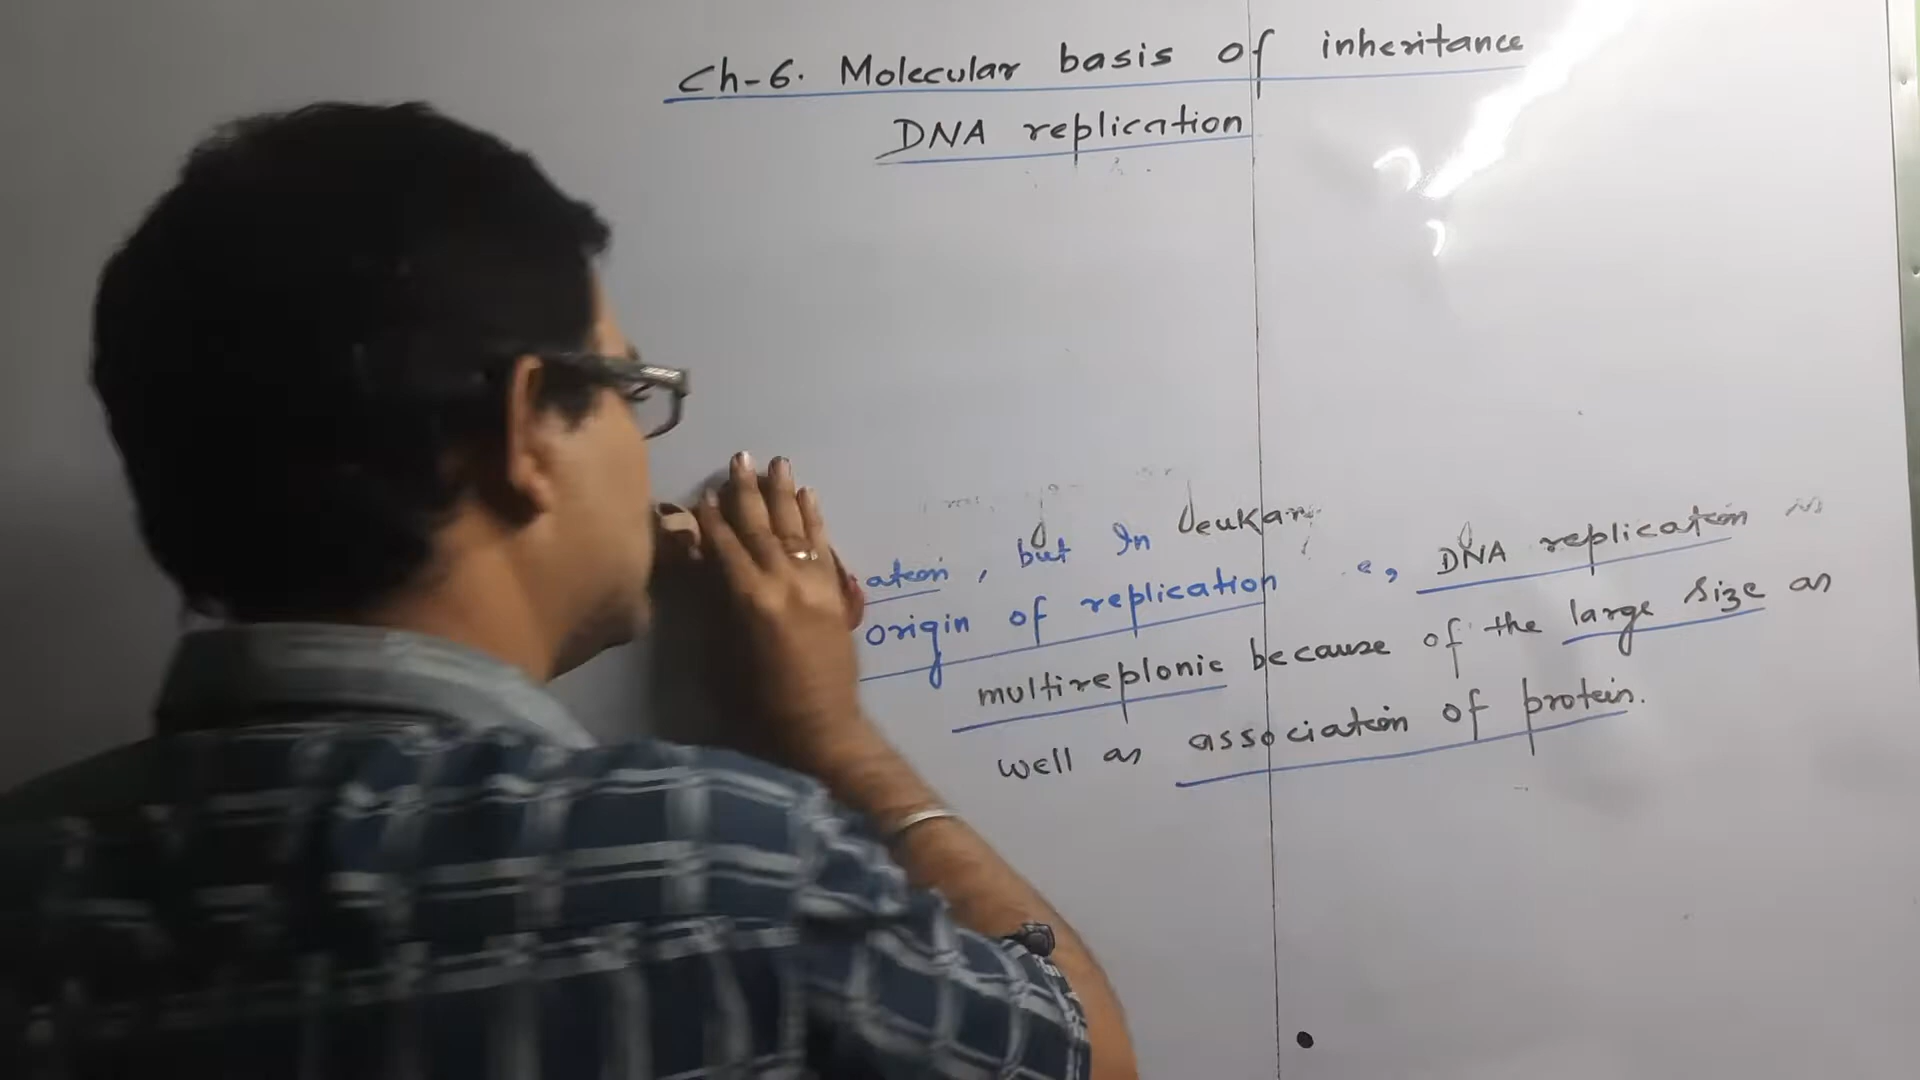 Ch-6. Molecular basis of inheritance
DNA replication
ation, but In eukar
e, DNA replication is
origin of replication
multireplonic because of the large size as
well as association of protein.